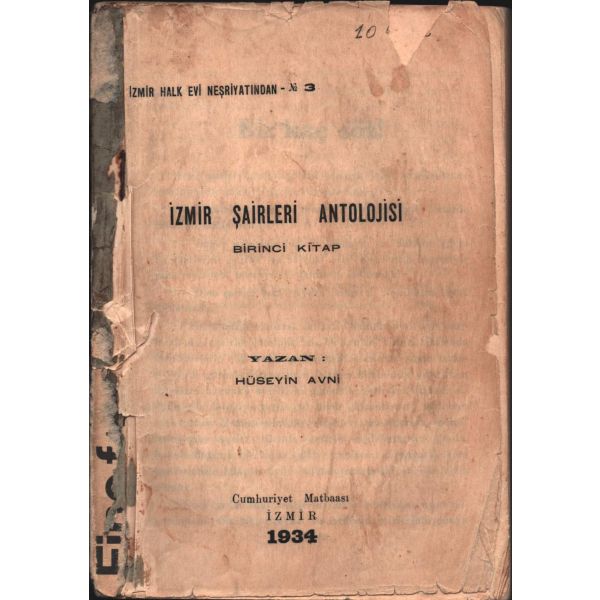 İZMİR HALK EVİ NEŞRİYATINDAN - № 3
İZMİR ŞAİRLERİ ANTOLOJİSİ
BİRİNCİ KİTAP
YAZAN :
HÜSEYİN AVNİ
Cumhuriyet Matbaası
İZMİR
1934